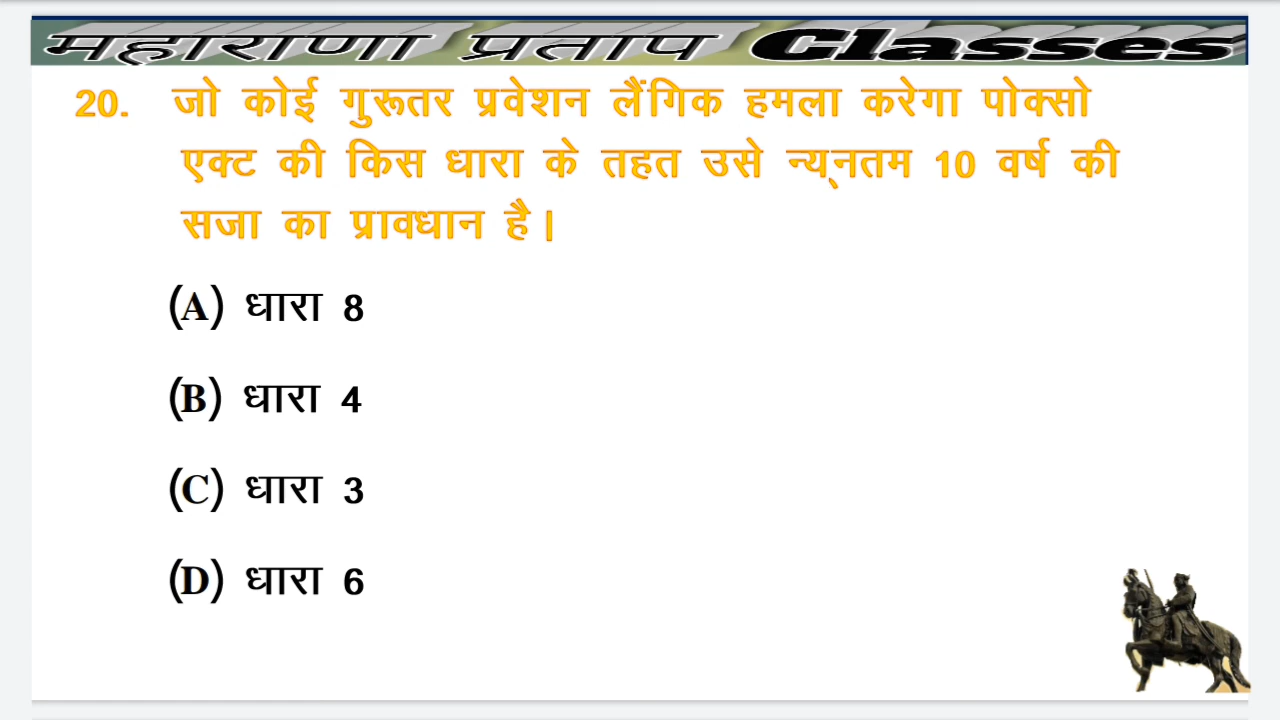 महाराणा प्रताप Classes
20. जो कोई गुरूतर प्रवेशन लैंगिक हमला करेगा पोक्सो
एक्ट की किस धारा के तहत उसे न्य्ूनतम 10 वर्ष की
सजा का प्रावधान है।
(A) धारा 8
(B) धारा 4
(C) धारा 3
(D) धारा 6